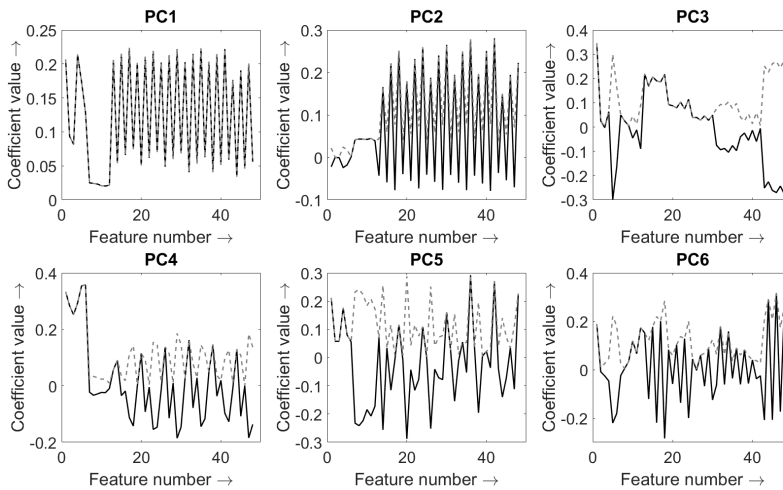 PC1
PC2
PC3
0.25
0.2
0.15
0.1
0.05
0
0.3
0.2
0.1
0
-0.1
0.4
0.3
0.2
0.1
0
-0.1
-0.2
-0.3
Coefficient value →
Coefficient value →
Coefficient value →
0 20 40
0 20 40
0 20 40
Feature number →
Feature number →
Feature number →
PC4
PC5
PC6
0.4
0.2
0
-0.2
0.3
0.2
0.1
0
-0.1
-0.2
-0.3
0.4
0.2
0
-0.2
Coefficient value →
Coefficient value →
Coefficient value →
0 20 40
0 20 40
0 20 40
Feature number →
Feature number →
Feature number →